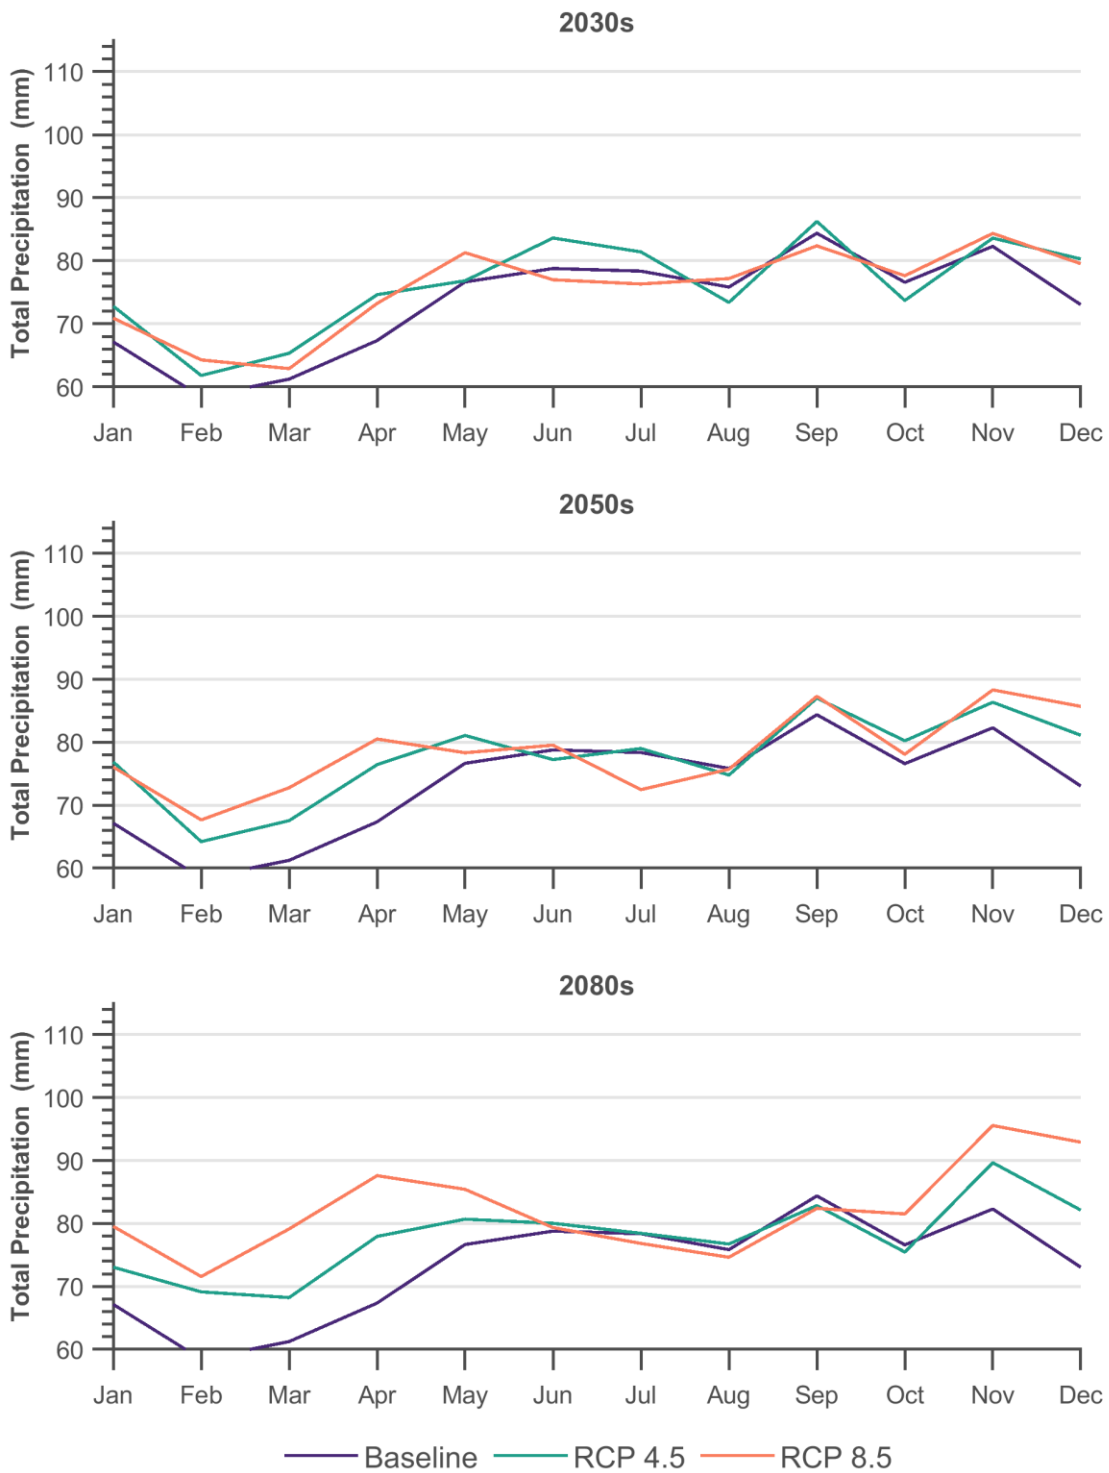 2030s
Total Precipitation (mm)
110
100
90
80
70
60
Jan Feb Mar Apr May Jun Jul Aug Sep Oct Nov Dec
2050s
Total Precipitation (mm)
110
100
90
80
70
60
Jan Feb Mar Apr May Jun Jul Aug Sep Oct Nov Dec
2080s
Total Precipitation (mm)
110
100
90
80
70
60
Jan Feb Mar Apr May Jun Jul Aug Sep Oct Nov Dec
Baseline RCP 4.5 RCP 8.5